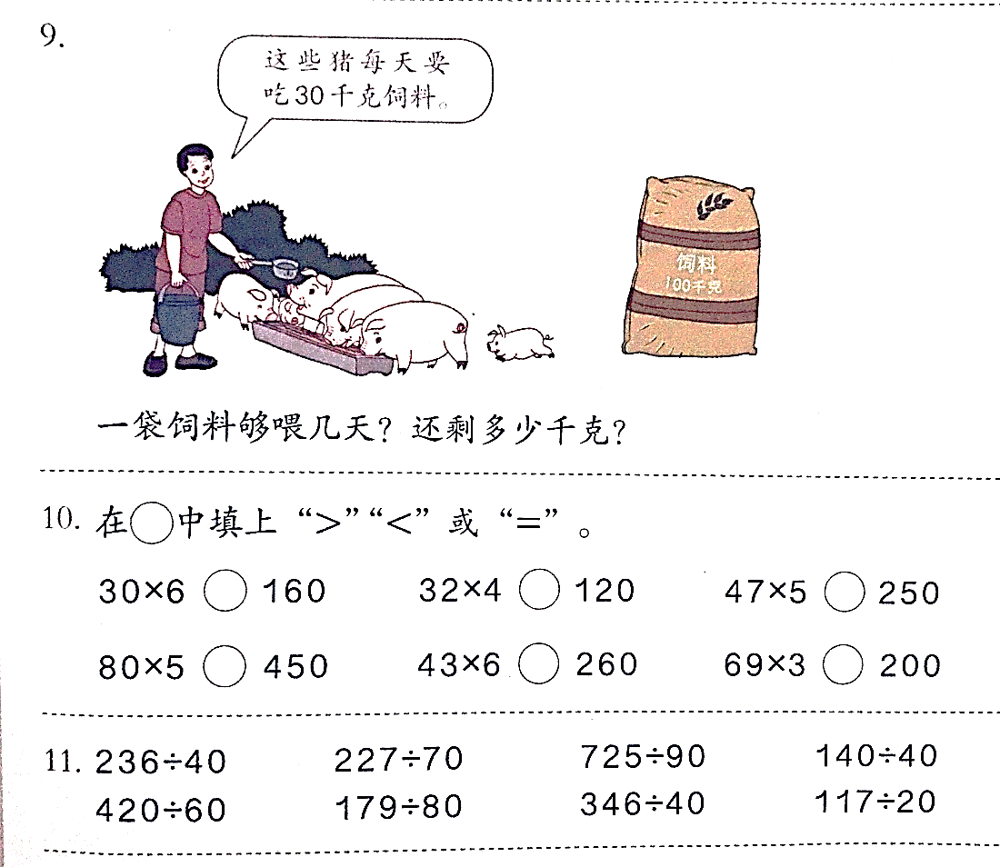 9.
这些猪每天要
吃30千克饲料。
饲料
100千克
一袋饲料够喂几天？还剩多少千克？
10. 在○中填上“>”“<”或“=”。
30×6 ○ 160 32×4 ○ 120 47×5 ○ 250
80×5 ○ 450 43×6 ○ 260 69×3 ○ 200
11. 236÷40 227÷70 725÷90 140÷40
420÷60 179÷80 346÷40 117÷20